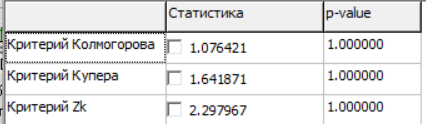 Статистика p-value
Критерий Колмогорова 1.076421 1.000000
Критерий Купера 1.641871 1.000000
Критерий Zk 2.297967 1.000000